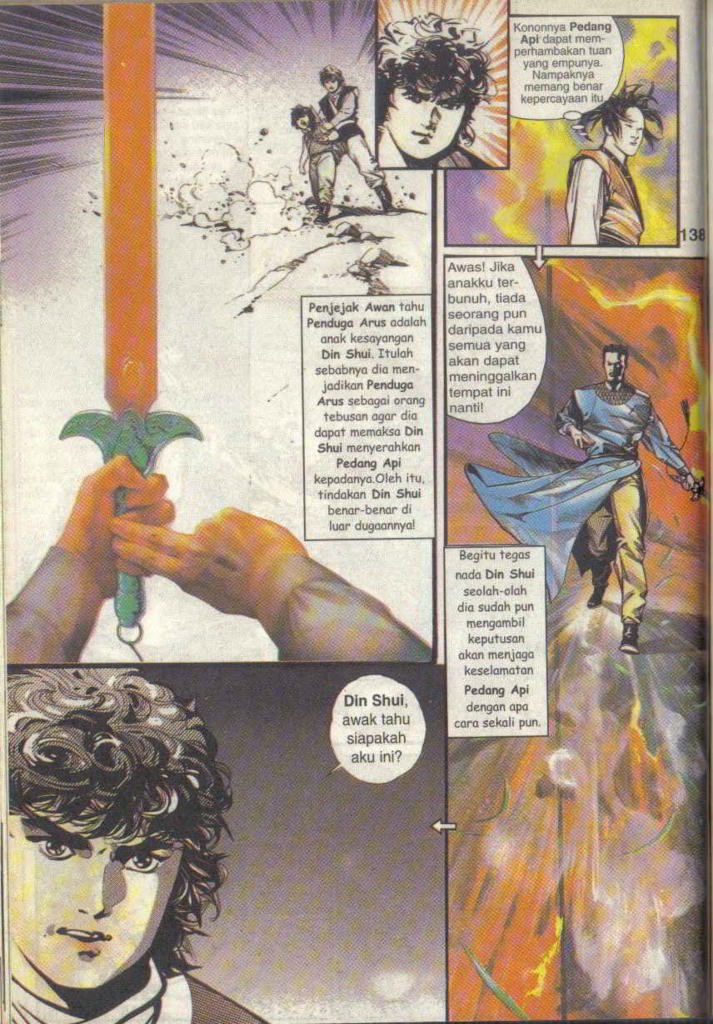 Kononnya Pedang
Api dapat mem-
perhambakan tuan
yang empunya.
Nampaknya
memang benar
kepercayaan itu
138
Awas! Jika
anakku ter-
bunuh, tiada
seorang pun
daripada kamu
semua yang
akan dapat
meninggalkan
tempat ini
nanti!
Penjejak Awan tahu
Penduga Arus adalah
anak kesayangan
Din Shui. Itulah
sebabnya dia men-
jadikan Penduga
Arus sebagai orang
tebusan agar dia
dapat memaksa Din
Shui menyerahkan
Pedang Api
kepadanya.Oleh itu,
tindakan Din Shui
benar-benar di
luar dugaannya!
Begitu tegas
nada Din Shui
seolah-olah
dia sudah pun
mengambil
keputusan
akan menjaga
keselamatan
Pedang Api
dengan apa
cara sekali pun.
Din Shui,
awak tahu
siapakah
aku ini?